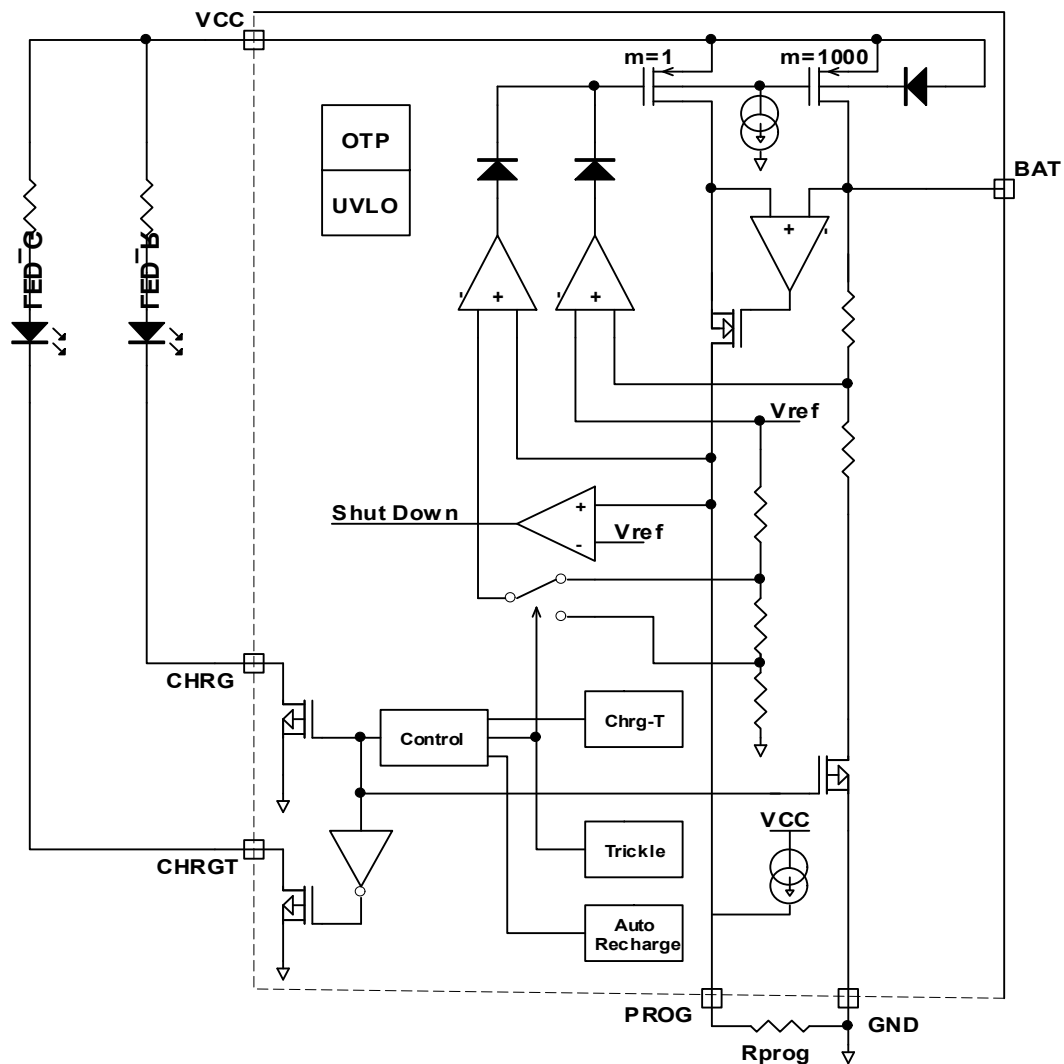 VCC
m=1
m=1000
OTP
UVLO
BAT
+
-
-
+
-
+
Vref
Shut Down
+
-
Vref
CHRG
Control
Chrg-T
CHRGT
Trickle
VCC
Auto
Recharge
PROG
GND
Rprog